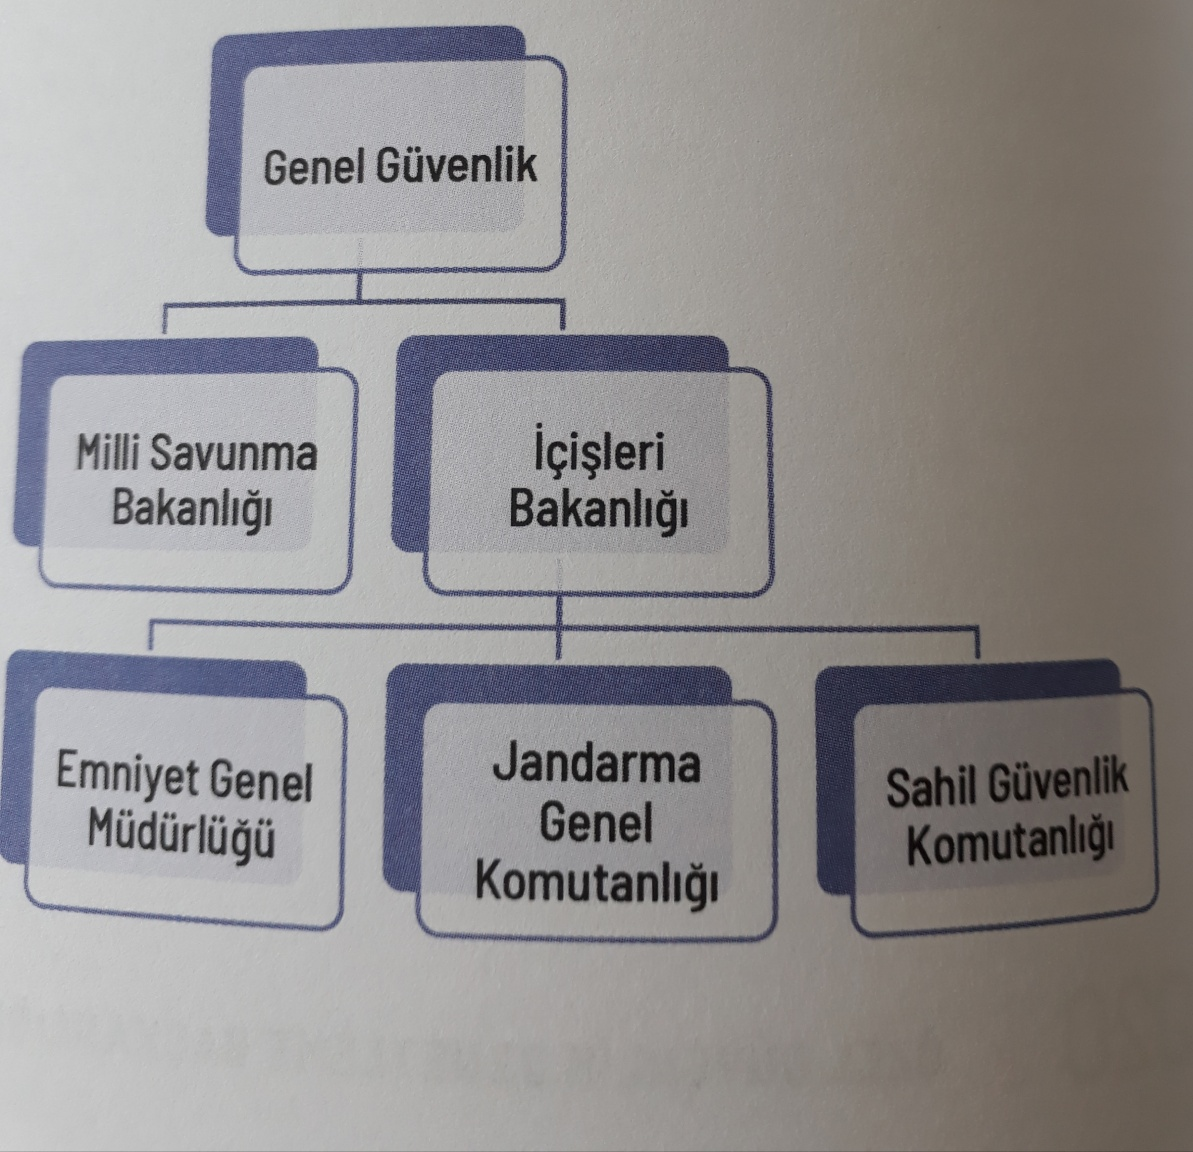 Genel Güvenlik
Milli Savunma
Bakanlığı
İçişleri
Bakanlığı
Emniyet Genel
Müdürlüğü
Jandarma
Genel
Komutanlığı
Sahil Güvenlik
Komutanlığı